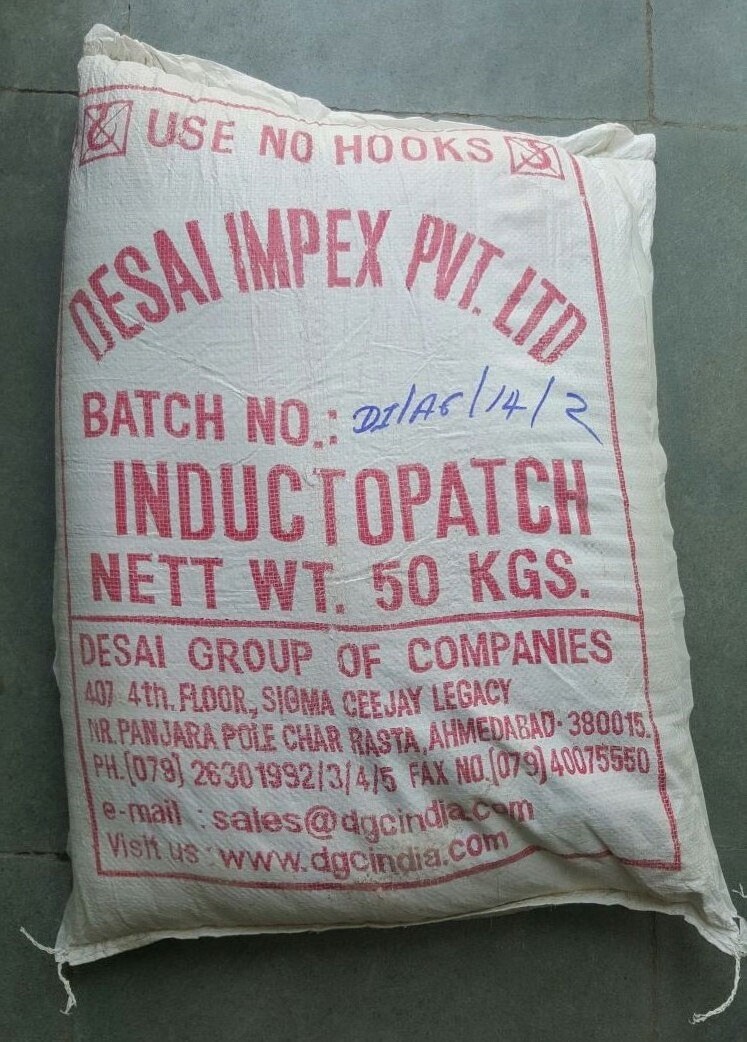 USE NO HOOKS
DESAI IMPEX PVT. LTD
BATCH NO.: DI/AG/14/2
INDUCTOPATCH
NETT WT. 50 KGS.
DESAI GROUP OF COMPANIES
407 4th. FLOOR, SIGMA CEEJAY LEGACY
NR. PANJARA POLE CHAR RASTA, AHMEDABAD-380015.
PH.(079) 26301992/3/4/5 FAX NO.(079) 40075550
e-mail : sales@dgcindia.com
Visit us : www.dgcindia.com